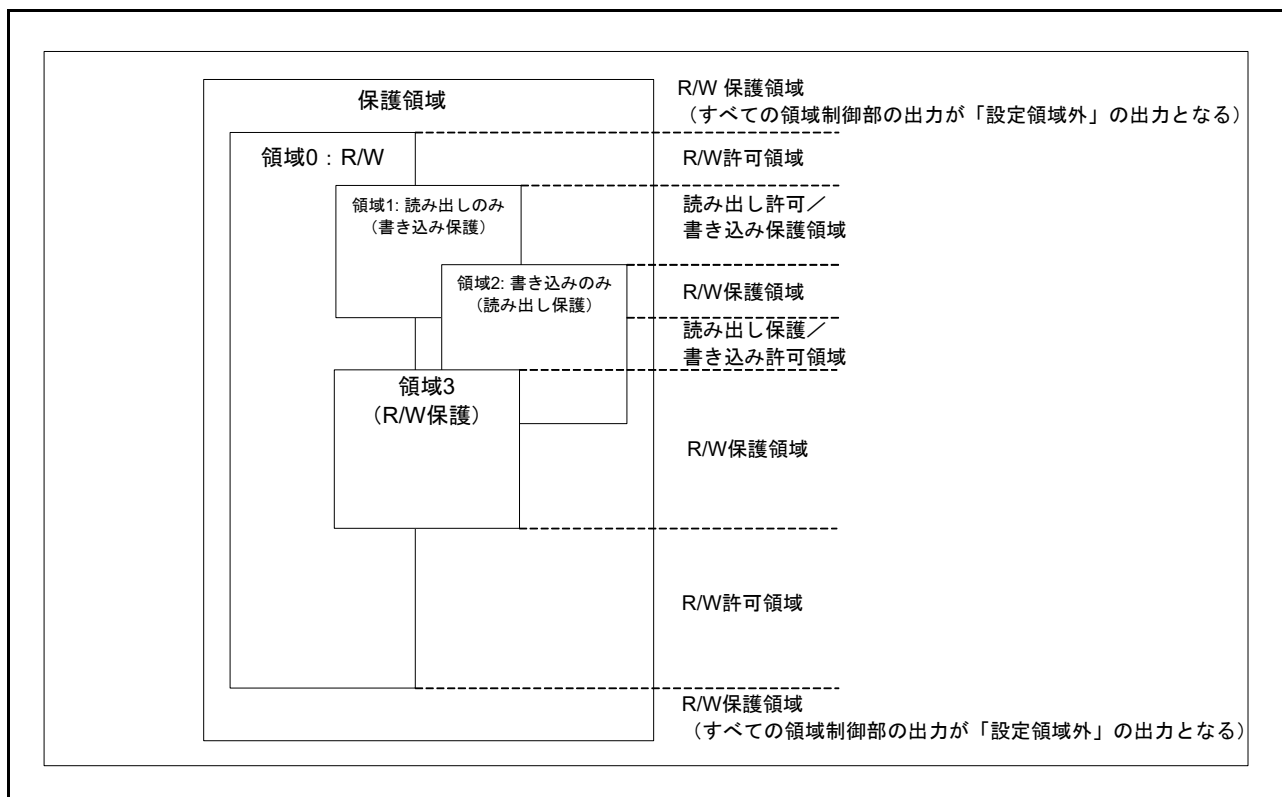 保護領域
領域0：R/W
領域1: 読み出しのみ
（書き込み保護）
領域2: 書き込みのみ
（読み出し保護）
領域3
（R/W保護）
R/W 保護領域
（すべての領域制御部の出力が「設定領域外」の出力となる）
R/W許可領域
読み出し許可／
書き込み保護領域
R/W保護領域
読み出し保護／
書き込み許可領域
R/W保護領域
R/W許可領域
R/W保護領域
（すべての領域制御部の出力が「設定領域外」の出力となる）